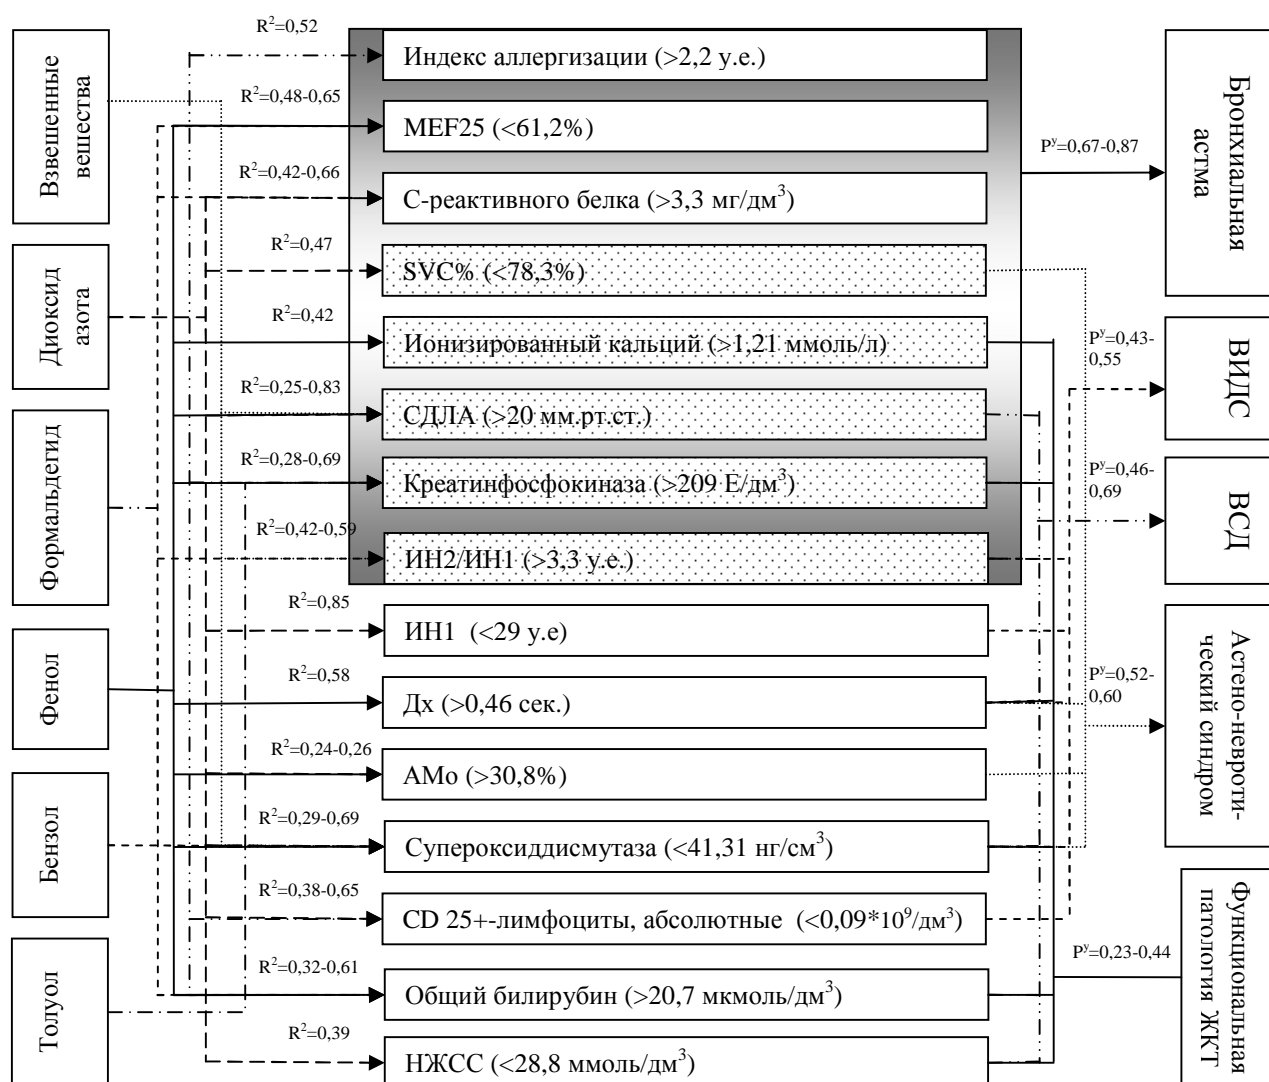 Взвешенные
вещества
Диоксид
азота
Формальдегид
Фенол
Бензол
Толуол
R²=0,52
Индекс аллергизации (>2,2 у.е.)
R²=0,48-0,65
MEF25 (<61,2%)
R²=0,42-0,66
С-реактивного белка (>3,3 мг/дм³)
R²=0,47
SVC% (<78,3%)
R²=0,42
Ионизированный кальций (>1,21 ммоль/л)
R²=0,25-0,83
СДЛА (>20 мм.рт.ст.)
R²=0,28-0,69
Креатинфосфокиназа (>209 Е/дм³)
R²=0,42-0,59
ИН2/ИН1 (>3,3 у.е.)
R²=0,85
ИН1 (<29 у.е)
R²=0,58
Дх (>0,46 сек.)
R²=0,24-0,26
АМо (>30,8%)
R²=0,29-0,69
Супероксиддисмутаза (<41,31 нг/см³)
R²=0,38-0,65
CD 25+-лимфоциты, абсолютные (<0,09*10⁹/дм³)
R²=0,32-0,61
Общий билирубин (>20,7 мкмоль/дм³)
R²=0,39
НЖСС (<28,8 ммоль/дм³)
Pʸ=0,67-0,87
Pʸ=0,43-
0,55
Pʸ=0,46-
0,69
Pʸ=0,52-
0,60
Pʸ=0,23-0,44
Бронхиальная
астма
ВИДС
ВСД
Астено-невроти-
ческий синдром
Функциональная
патология ЖКТ